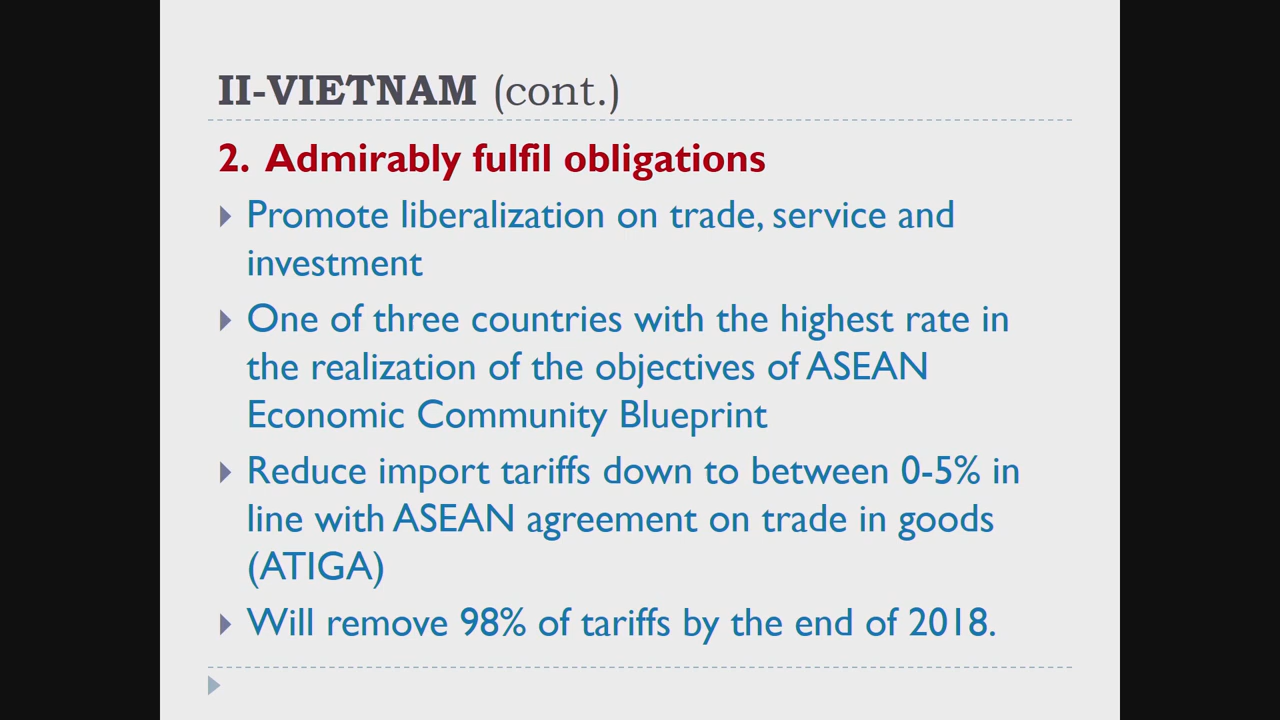 II-VIETNAM (cont.)
2. Admirably fulfil obligations
Promote liberalization on trade, service and
investment
One of three countries with the highest rate in
the realization of the objectives of ASEAN
Economic Community Blueprint
Reduce import tariffs down to between 0-5% in
line with ASEAN agreement on trade in goods
(ATIGA)
Will remove 98% of tariffs by the end of 2018.